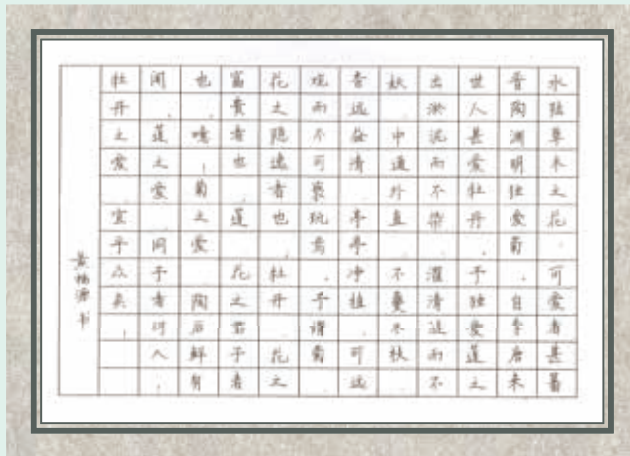 水陆草木之花，可爱者甚蕃
晋陶渊明独爱菊，自李唐来
世人甚爱牡丹，予独爱莲之
出淤泥而不染，濯清涟而不
妖，中通外直，不蔓不枝
香远益清，亭亭净植，可远
观而不可亵玩焉，予谓菊
花之隐逸者也，牡丹，花之
富贵者也，莲，花之君子者
也，噫！菊之爱，陶后鲜有
闻，莲之爱，同予者何人，
牡丹之爱，宜乎众矣，
书